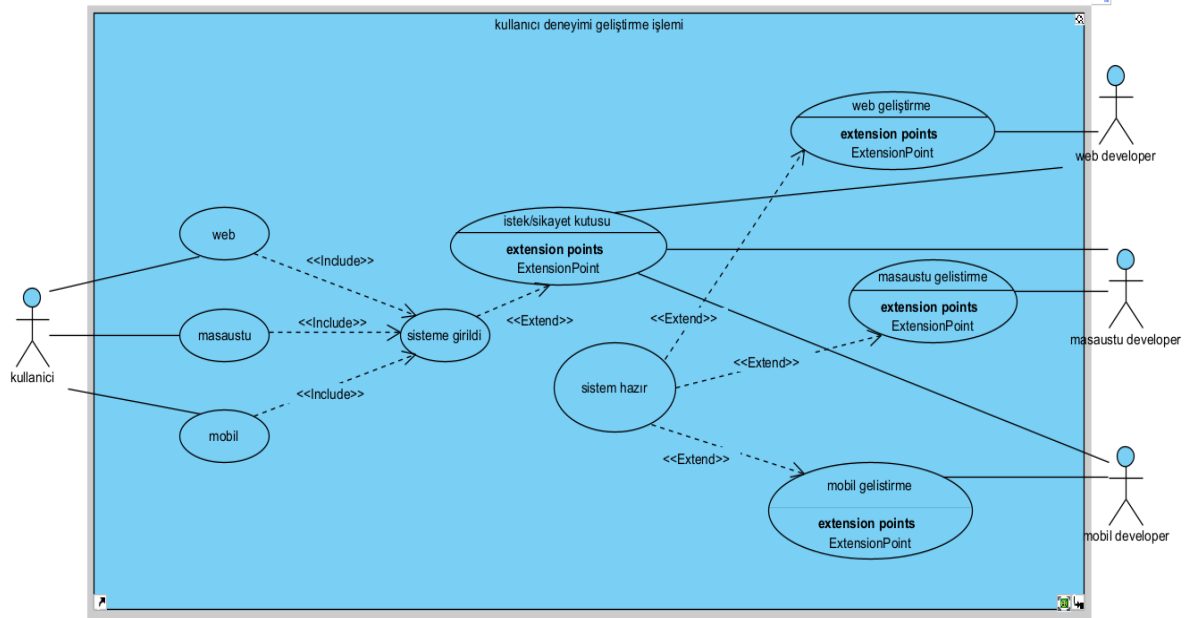 kullanıcı deneyimi geliştirme işlemi
web geliştirme
extension points
ExtensionPoint
web developer
istek/sikayet kutusu
extension points
ExtensionPoint
web
<<Include>>
masaustu gelistirme
extension points
ExtensionPoint
<<Include>>
<<Extend>>
<<Extend>>
masaustu
sisteme girildi
masaustu developer
kullanici
<<Extend>>
sistem hazır
<<Include>>
mobil
<<Extend>>
mobil gelistirme
extension points
ExtensionPoint
mobil developer